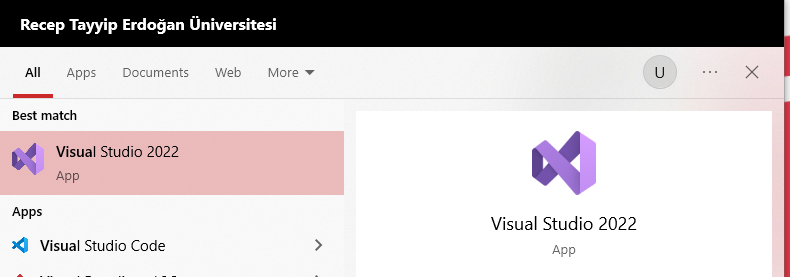 Recep Tayyip Erdoğan Üniversitesi
All Apps Documents Web More U
Best match
Visual Studio 2022
App
Visual Studio 2022
App
Apps
Visual Studio Code